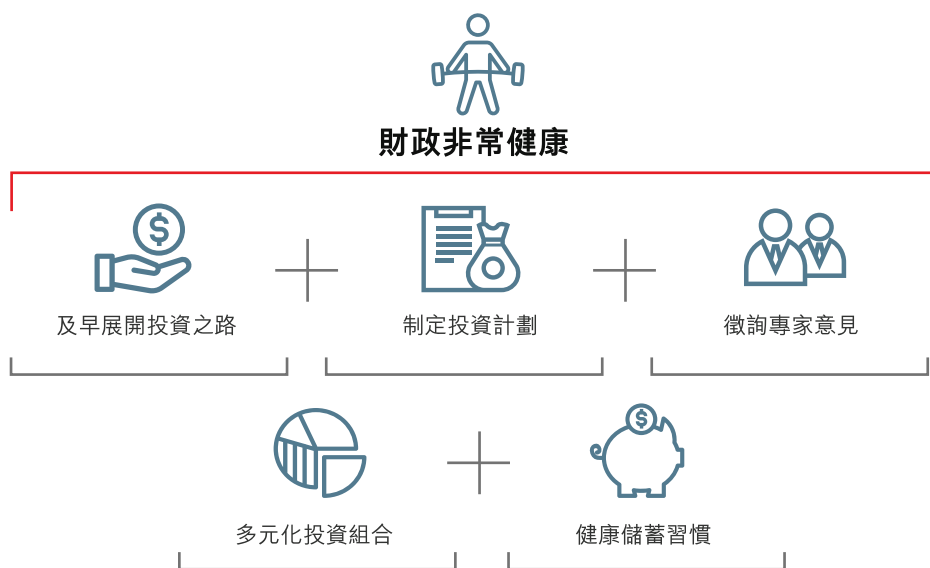 財政非常健康
$
及早展開投資之路
制定投資計劃
徵詢專家意見
$
多元化投資組合
健康儲蓄習慣